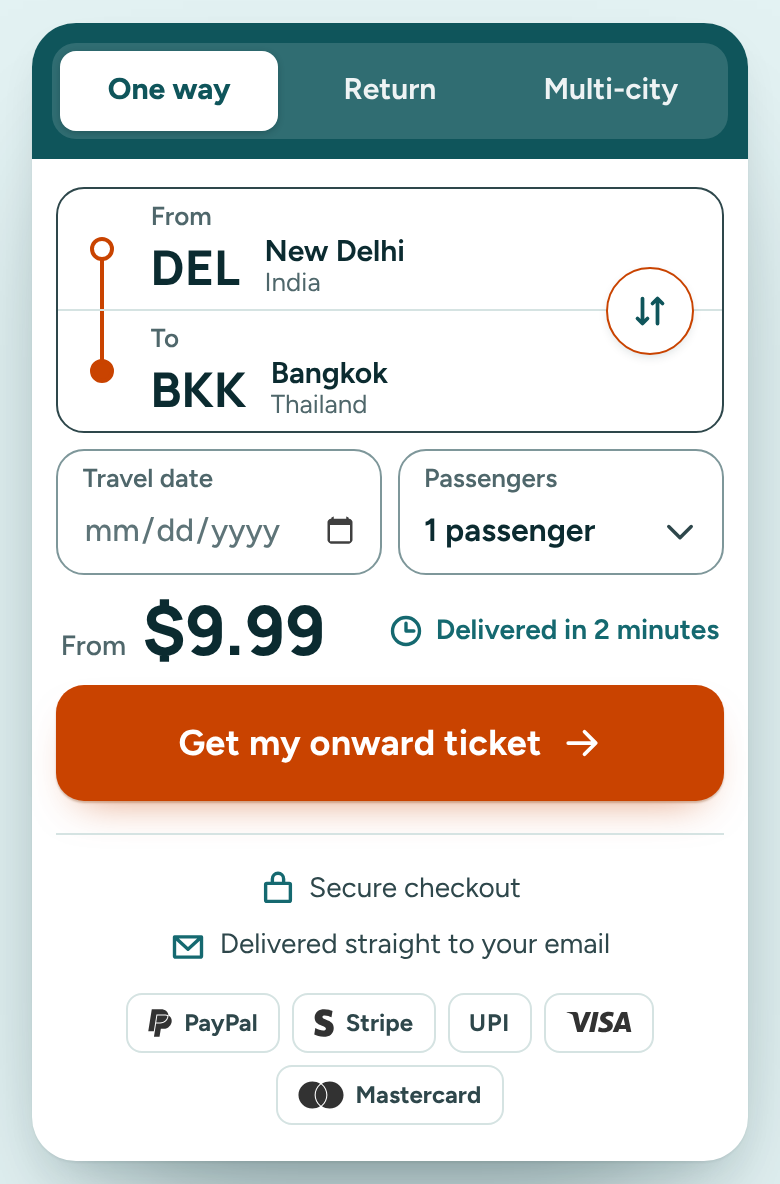 One way Return Multi-city
From
DEL New Delhi
India
To
BKK Bangkok
Thailand
Travel date Passengers
mm/dd/yyyy 1 passenger
From $9.99 Delivered in 2 minutes
Get my onward ticket
Secure checkout
Delivered straight to your email
PayPal Stripe UPI VISA
Mastercard